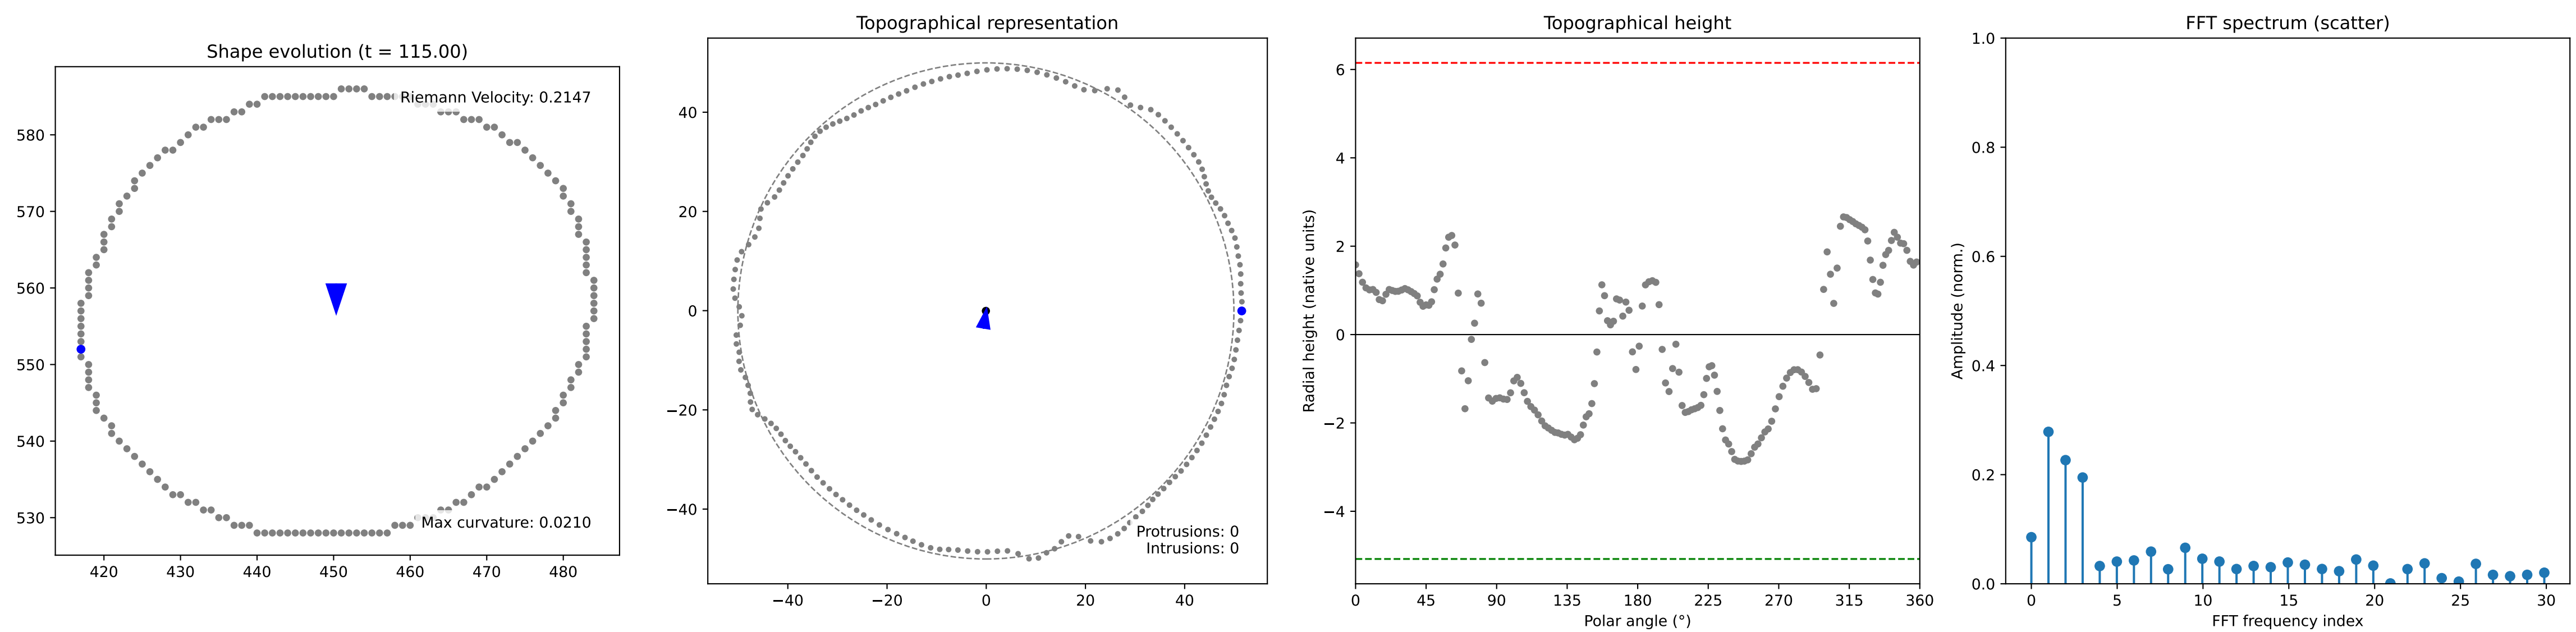 Shape evolution (t = 115.00)
Riemann Velocity: 0.2147
Max curvature: 0.0210
580
570
560
550
540
530
420 430 440 450 460 470 480
Topographical representation
40
20
0
−20
−40
Protrusions: 0
Intrusions: 0
−40 −20 0 20 40
Topographical height
Radial height (native units)
6
4
2
0
−2
−4
0 45 90 135 180 225 270 315 360
Polar angle (°)
FFT spectrum (scatter)
Amplitude (norm.)
1.0
0.8
0.6
0.4
0.2
0.0
0 5 10 15 20 25 30
FFT frequency index